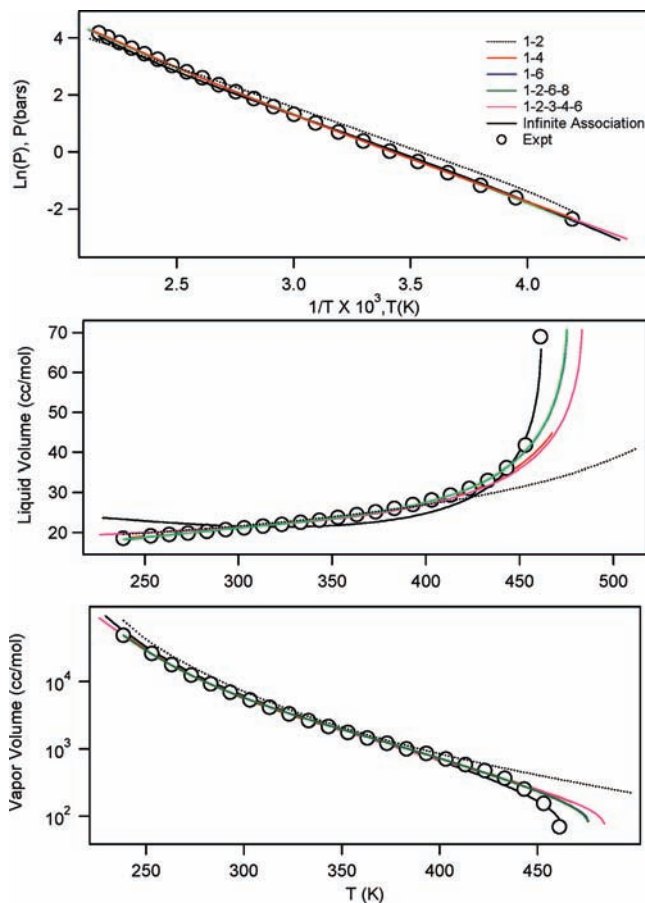 4
2
0
-2
Ln(P), P(bars)
1-2
1-4
1-6
1-2-6-8
1-2-3-4-6
Infinite Association
Expt
2.5 3.0 3.5 4.0
1/T X 10³,T(K)
70
60
50
40
30
20
Liquid Volume (cc/mol)
250 300 350 400 450 500
10⁴
10³
10²
Vapor Volume (cc/mol)
250 300 350 400 450
T (K)